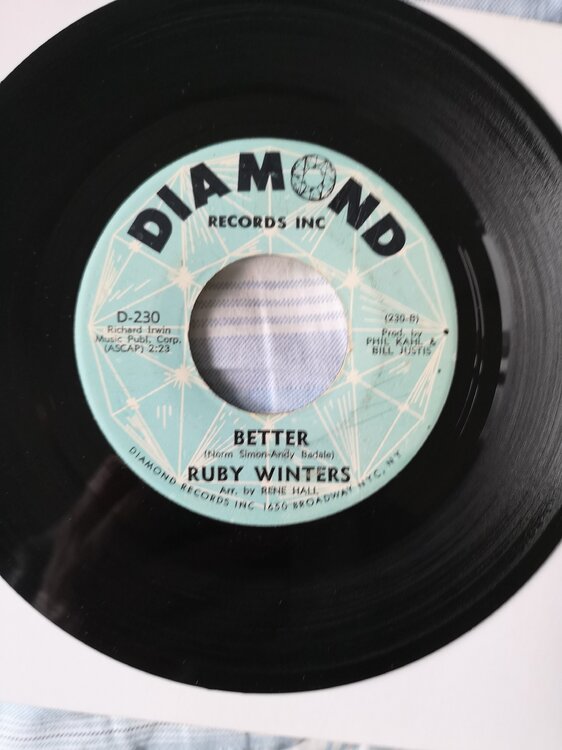 DIAMOND
RECORDS INC
D-230
Richard Irwin
Music Publ. Corp.
(ASCAP) 2:23
(230-B)
Prod. by
PHIL KAHL &
BILL JUSTIS
BETTER
(Norm Simon-Andy Badale)
RUBY WINTERS
Arr. by RENE HALL
DIAMOND RECORDS INC 1650 BROADWAY NYC, NY